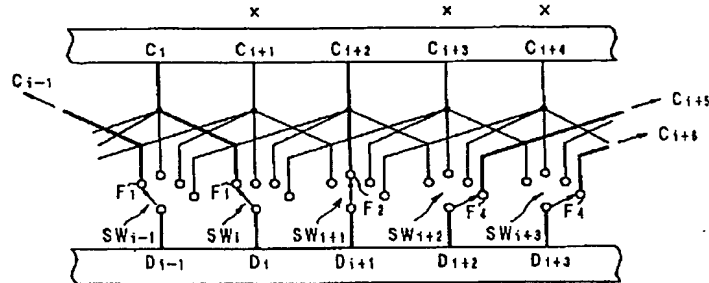 × × ×
Ci Ci+1 Ci+2 Ci+3 Ci+4
Ci-1
Ci+5
Ci+6
F1 F1 F2 F4 F4
SWi-1 SWi SWi+1 SWi+2 SWi+3
Di-1 Di Di+1 Di+2 Di+3